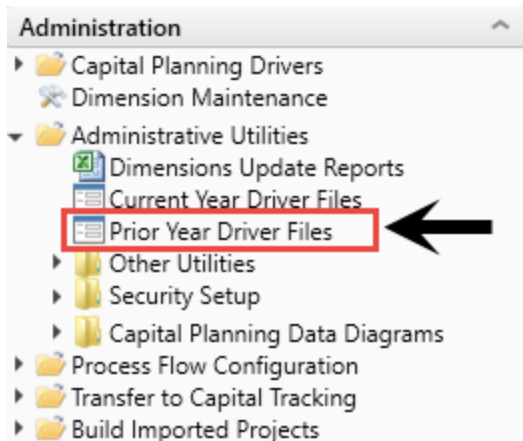 Administration
Capital Planning Drivers
Dimension Maintenance
Administrative Utilities
Dimensions Update Reports
Current Year Driver Files
Prior Year Driver Files
Other Utilities
Security Setup
Capital Planning Data Diagrams
Process Flow Configuration
Transfer to Capital Tracking
Build Imported Projects